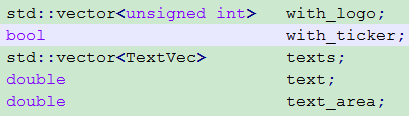 std::vector<unsigned int> with_logo;
bool with_ticker;
std::vector<TextVec> texts;
double text;
double text_area;